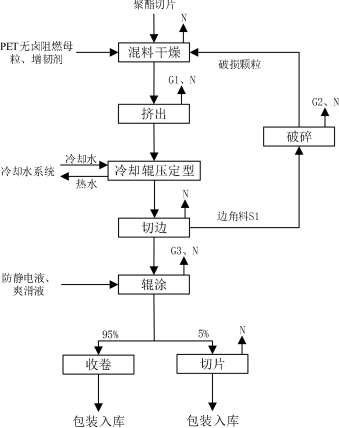 聚酯切片
N
PET无卤阻燃母
粒、增韧剂
混料干燥
破损颗粒
G1、N
G2、N
挤出
破碎
冷却水
冷却水系统
冷却辊压定型
热水
N
边角料S1
切边
G3、N
防静电液、
爽滑液
辊涂
95%
5%
N
收卷
切片
包装入库
包装入库